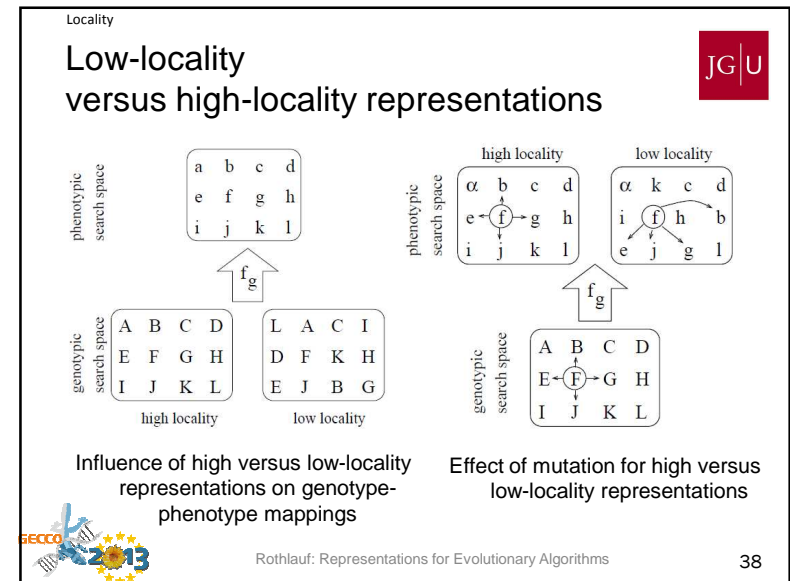 Locality
Low-locality
versus high-locality representations
JG|U
phenotypic
search space
a b c d
e f g h
i j k l
f_g
genotypic
search space
A B C D
E F G H
I J K L
high locality
L A C I
D F K H
E J B G
low locality
Influence of high versus low-locality
representations on genotype-
phenotype mappings
high locality
low locality
phenotypic
search space
α b c d
e f g h
i j k l
α k c d
i f h b
e j g l
f_g
genotypic
search space
A B C D
E F G H
I J K L
Effect of mutation for high versus
low-locality representations
GECCO
2013
Rothlauf: Representations for Evolutionary Algorithms
38